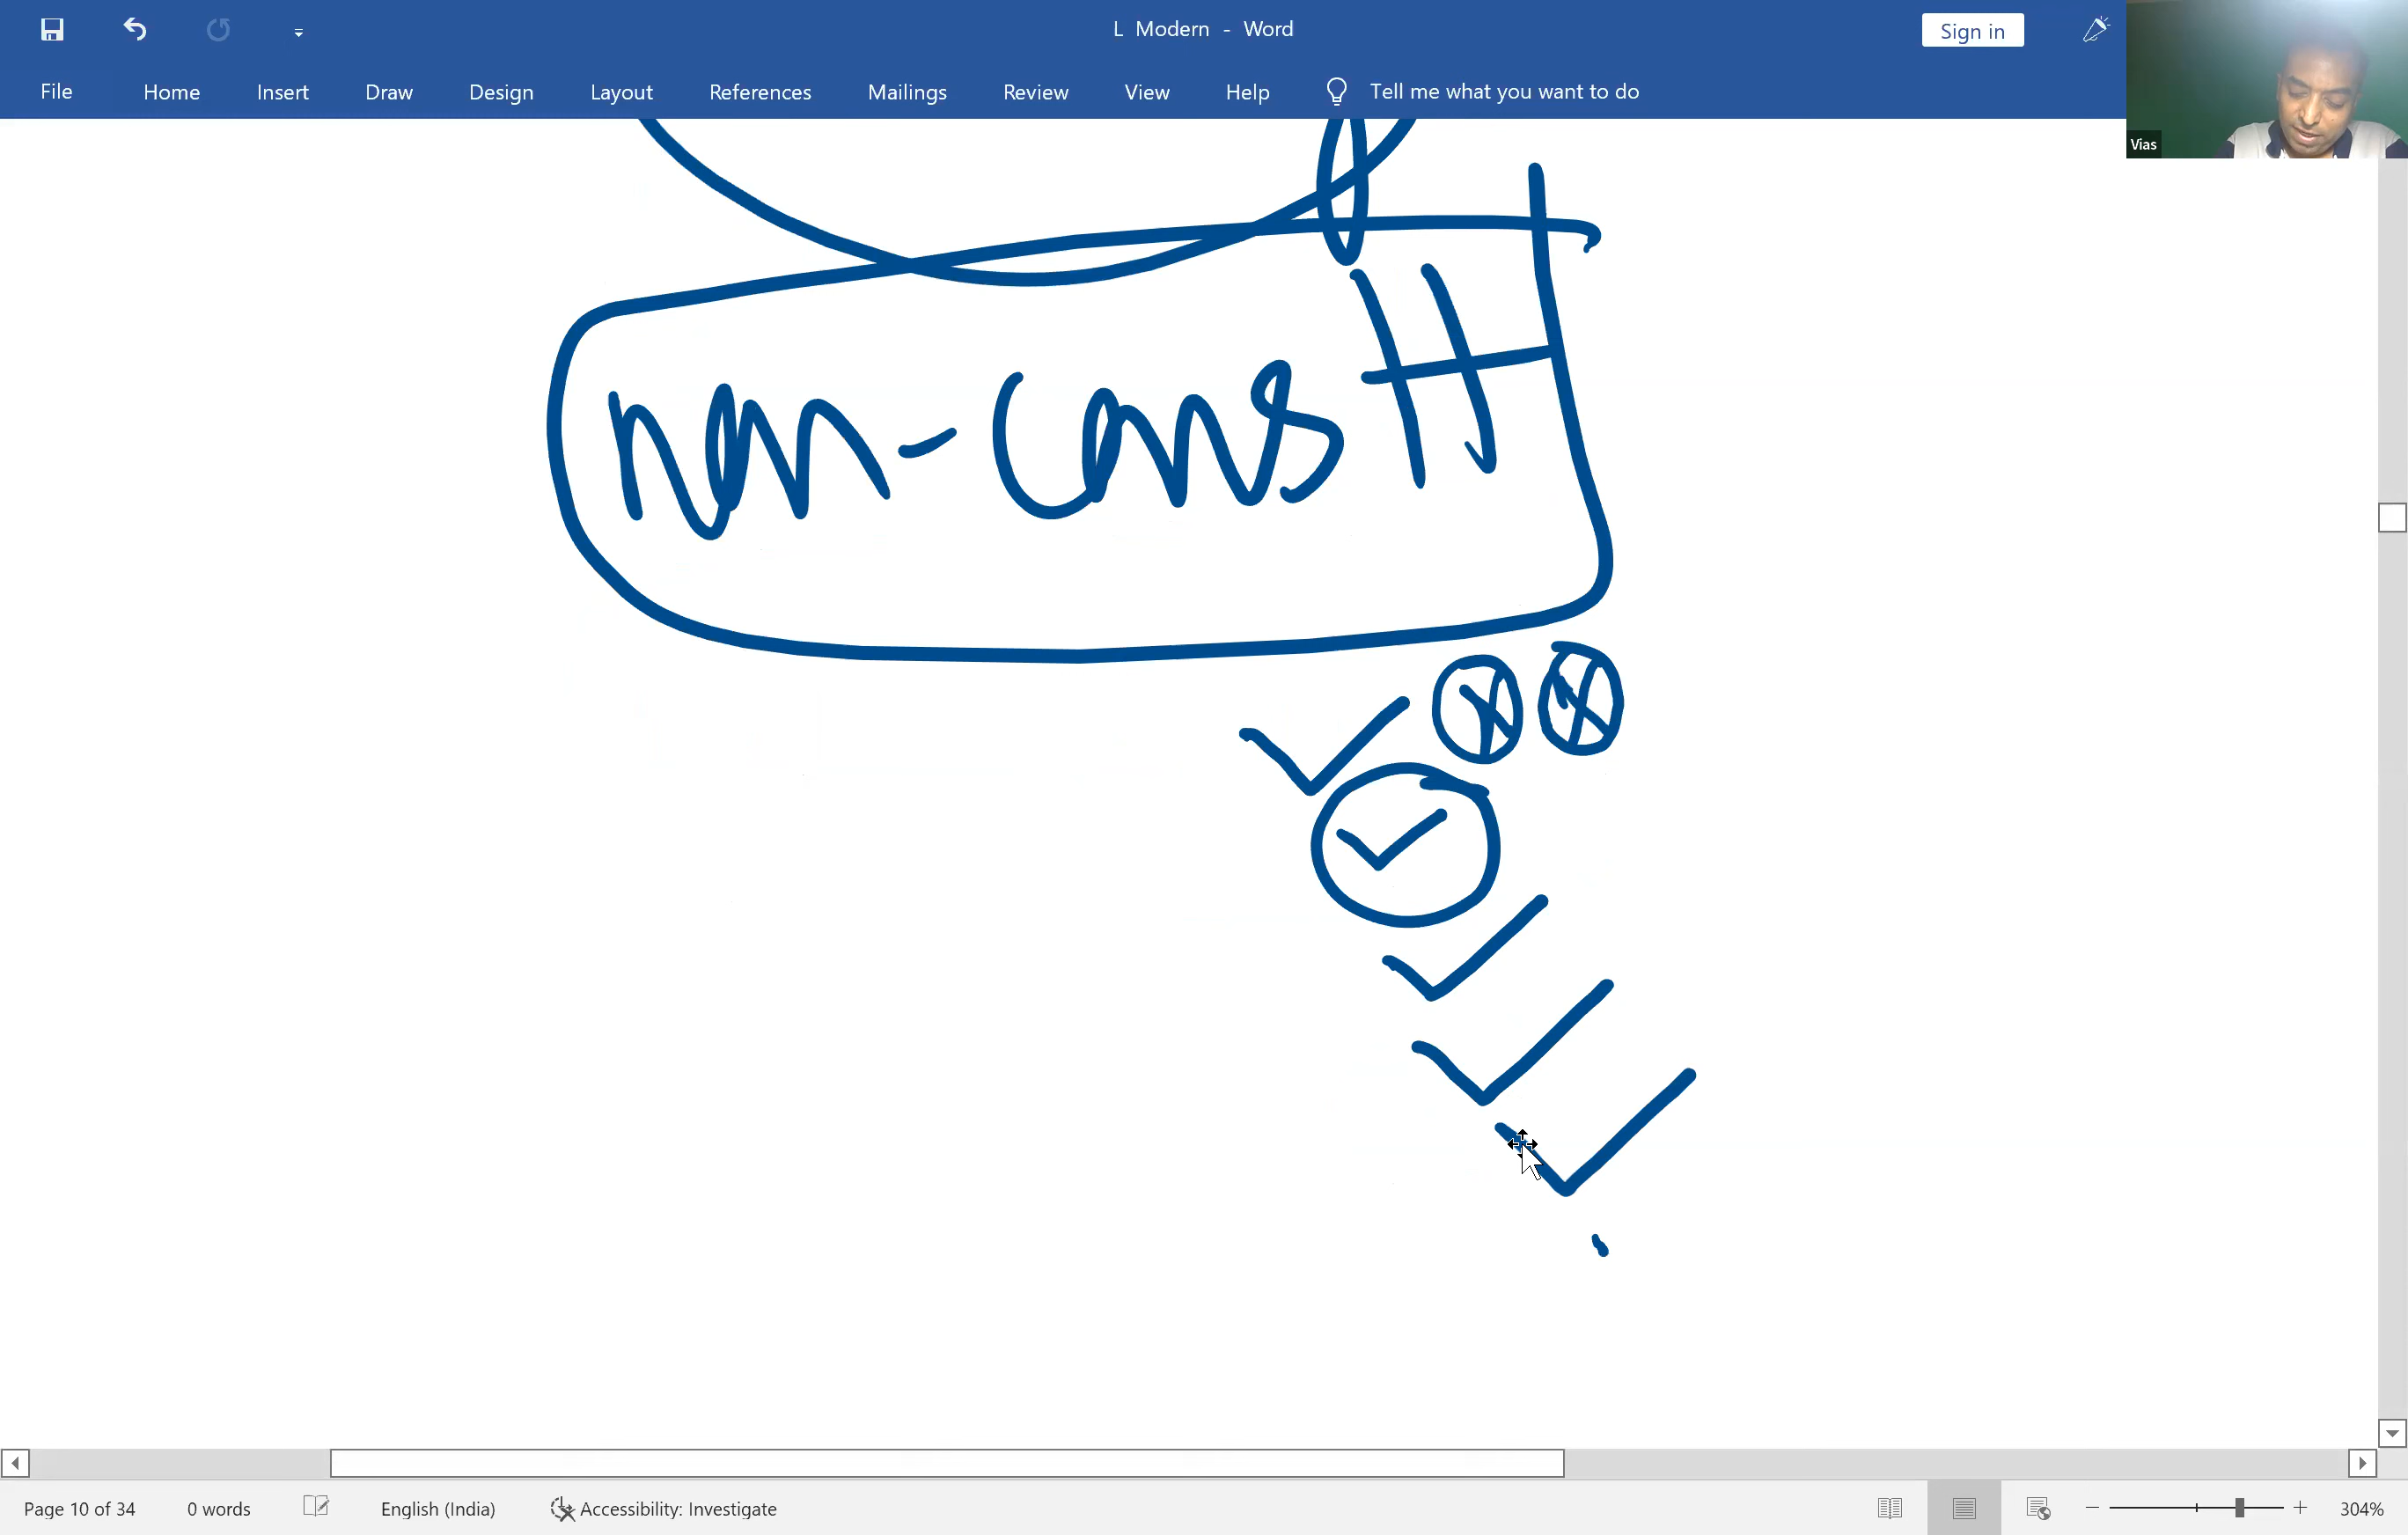 L Modern - Word
Sign in
File Home Insert Draw Design Layout References Mailings Review View Help Tell me what you want to do
Vias
non-cons
Page 10 of 34 0 words English (India) Accessibility: Investigate 304%